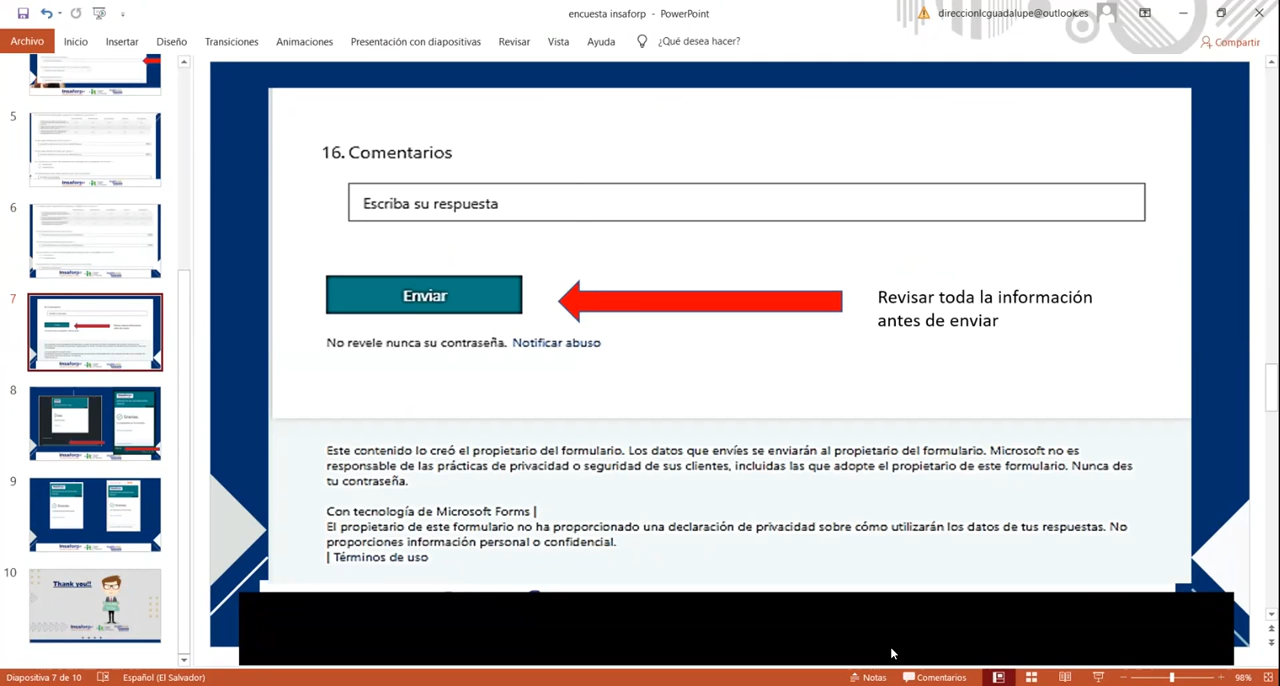 encuesta insaforp - PowerPoint
direccionlcguadalupe@outlook.es
Archivo Inicio Insertar Diseño Transiciones Animaciones Presentación con diapositivas Revisar Vista Ayuda ¿Qué desea hacer? Compartir
5
6
7
8
9
10
Thank you!!
16. Comentarios
Escriba su respuesta
Enviar
Revisar toda la información
antes de enviar
No revele nunca su contraseña. Notificar abuso
Este contenido lo creó el propietario del formulario. Los datos que envíes se enviarán al propietario del formulario. Microsoft no es
responsable de las prácticas de privacidad o seguridad de sus clientes, incluidas las que adopte el propietario de este formulario. Nunca des
tu contraseña.
Con tecnología de Microsoft Forms |
El propietario de este formulario no ha proporcionado una declaración de privacidad sobre cómo utilizarán los datos de tus respuestas. No
proporciones información personal o confidencial.
| Términos de uso
Diapositiva 7 de 10 Español (El Salvador) Notas Comentarios 98%